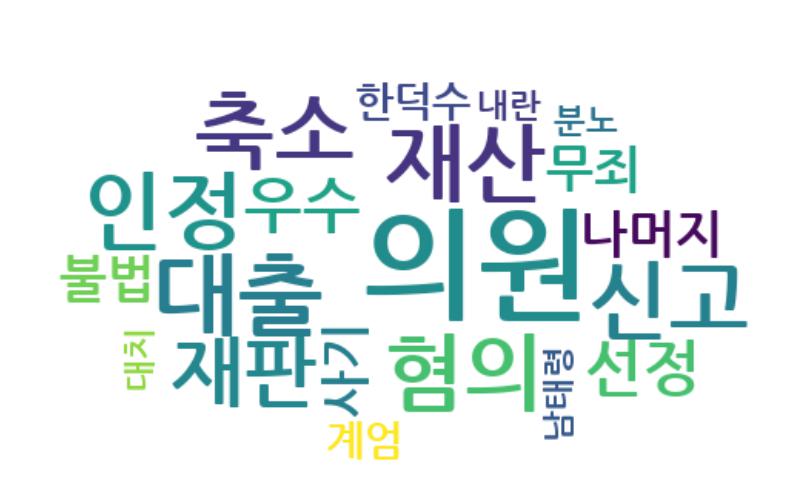 한덕수 내란
축소 재산 분노
무죄
인정 우수 의원 나머지
불법 대출 신고
대치 재판 사기 혐의 남태령 선정
계엄